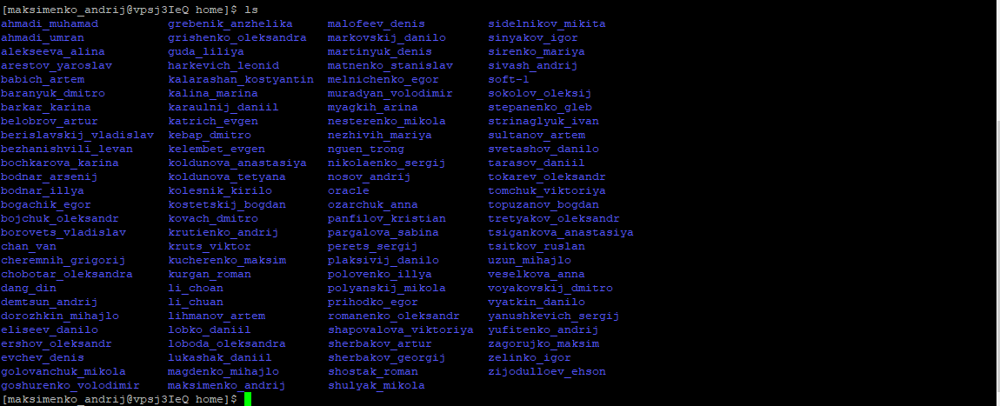 [maksimenko_andrij@vpsj3IeQ home]$ ls
ahmadi_muhamad grebenik_anzhelika malofeev_denis sidelnikov_mikita
ahmadi_umran grishenko_oleksandra markovskij_danilo sinyakov_igor
alekseeva_alina guda_liliya martinyuk_denis sirenko_mariya
arestov_yaroslav harkevich_leonid matnenko_stanislav sivash_andrij
babich_artem kalarashan_kostyantin melnichenko_egor soft-l
baranyuk_dmitro kalina_marina muradyan_volodimir sokolov_oleksij
barkar_karina karaulnij_daniil myagkih_arina stepanenko_gleb
belobrov_artur katrich_evgen nesterenko_mikola strinaglyuk_ivan
berislavskij_vladislav kebap_dmitro nezhivih_mariya sultanov_artem
bezhanishvili_levan kelembet_evgen nguen_trong svetashov_danilo
bochkarova_karina koldunova_anastasiya nikolaenko_sergij tarasov_daniil
bodnar_arsenij koldunova_tetyana nosov_andrij tokarev_oleksandr
bodnar_illya kolesnik_kirilo oracle tomchuk_viktoriya
bogachik_egor kostetskij_bogdan ozarchuk_anna topuzanov_bogdan
bojchuk_oleksandr kovach_dmitro panfilov_kristian tretyakov_oleksandr
borovets_vladislav krutienko_andrij pargalova_sabina tsigankova_anastasiya
chan_van kruts_viktor perets_sergij tsitkov_ruslan
cheremnih_grigorij kucherenko_maksim plaksivij_danilo uzun_mihajlo
chobotar_oleksandra kurgan_roman polovenko_illya veselkova_anna
dang_din li_choan polyanskij_mikola voyakovskij_dmitro
demtsun_andrij li_chuan prihodko_egor vyatkin_danilo
dorozhkin_mihajlo lihmanov_artem romanenko_oleksandr yanushkevich_sergij
eliseev_danilo lobko_daniil shapovalova_viktoriya yufitenko_andrij
ershov_oleksandr loboda_oleksandra sherbakov_artur zagorujko_maksim
evchev_denis lukashak_daniil sherbakov_georgij zelinko_igor
golovanchuk_mikola magdenko_mihajlo shostak_roman zijodulloev_ehson
goshurenko_volodimir maksimenko_andrij shulyak_mikola
[maksimenko_andrij@vpsj3IeQ home]$